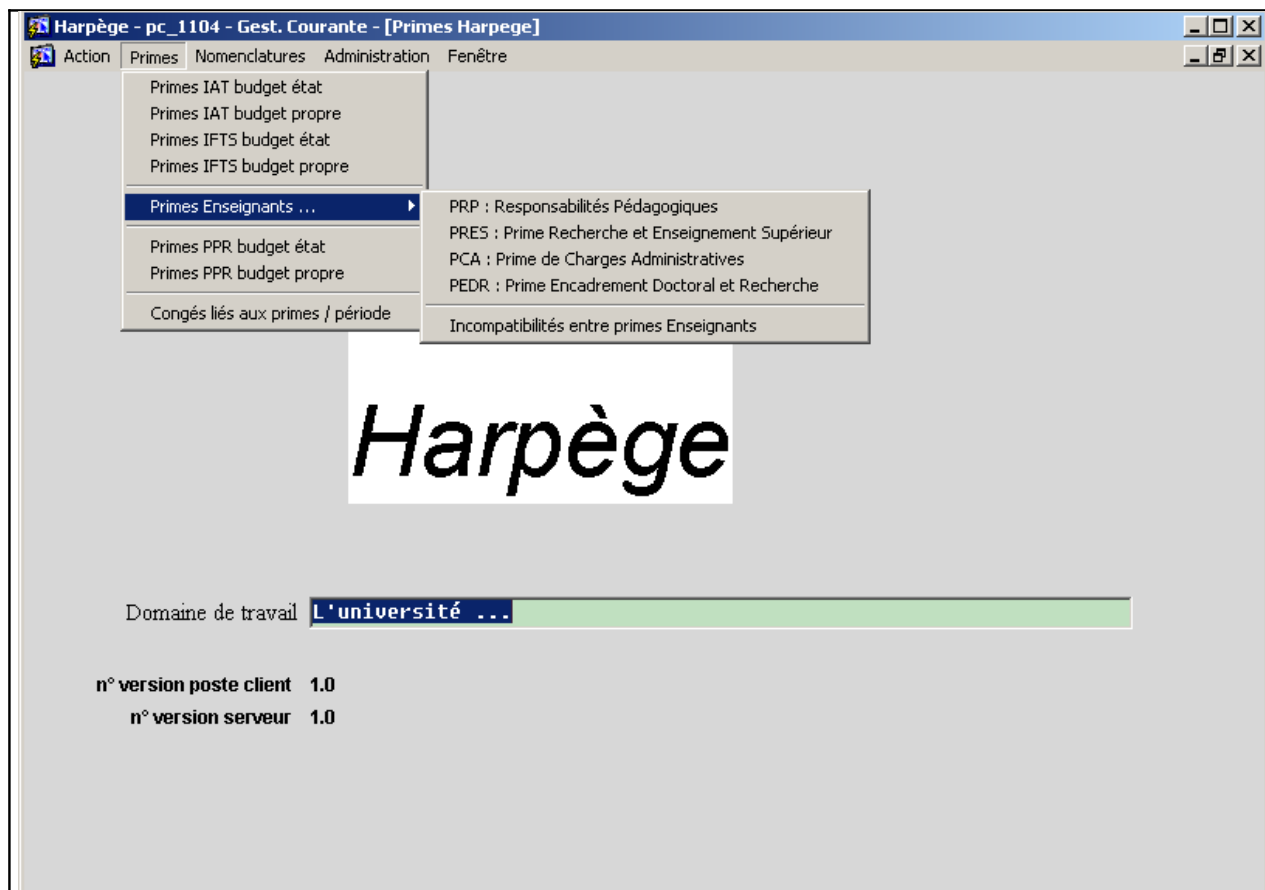 Harpège - pc_1104 - Gest. Courante - [Primes Harpege]
Action Primes Nomenclatures Administration Fenêtre
Primes IAT budget état
Primes IAT budget propre
Primes IFTS budget état
Primes IFTS budget propre
Primes Enseignants ...
Primes PPR budget état
Primes PPR budget propre
Congés liés aux primes / période
PRP : Responsabilités Pédagogiques
PRES : Prime Recherche et Enseignement Supérieur
PCA : Prime de Charges Administratives
PEDR : Prime Encadrement Doctoral et Recherche
Incompatibilités entre primes Enseignants
Harpège
Domaine de travail L'université ...
n° version poste client 1.0
n° version serveur 1.0